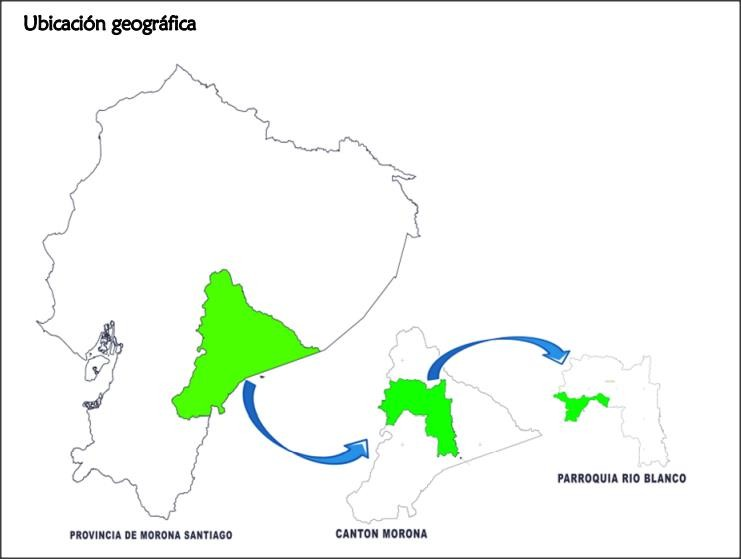 Ubicación geográfica
PROVINCIA DE MORONA SANTIAGO
CANTON MORONA
PARROQUIA RIO BLANCO